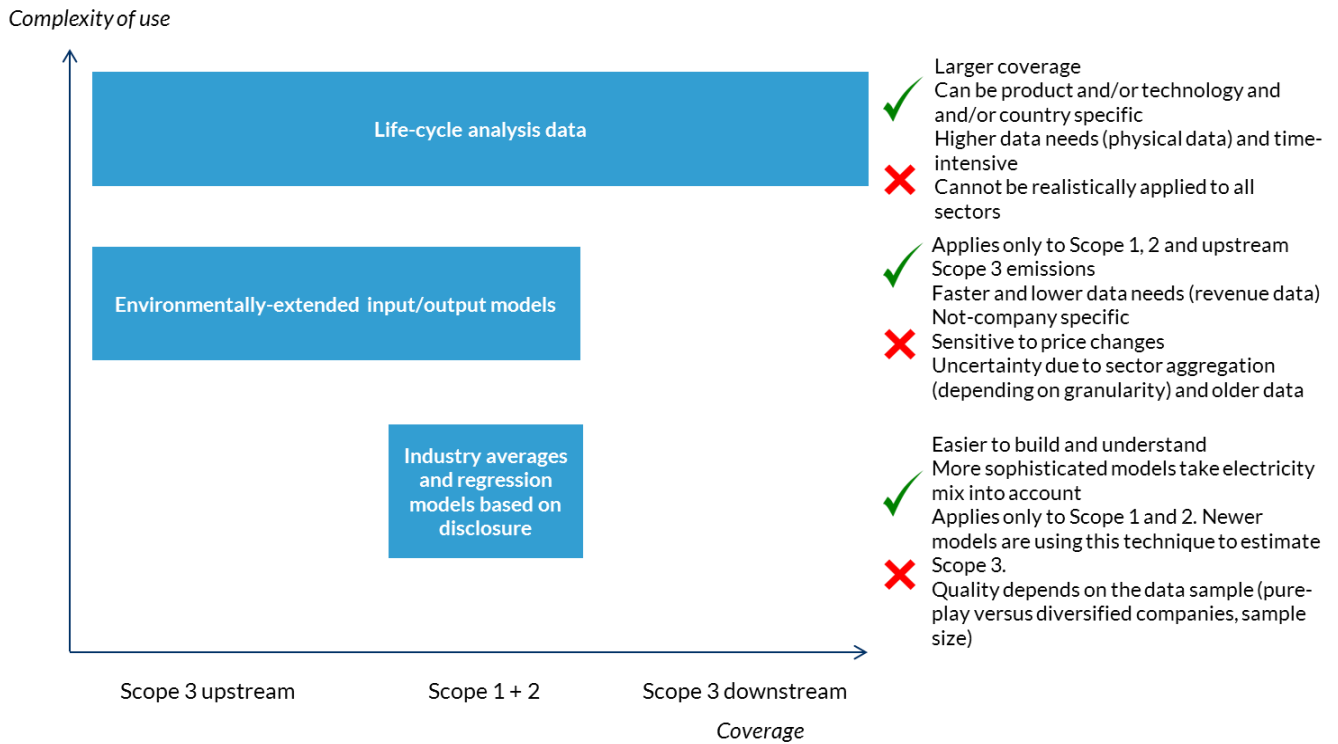 Complexity of use
Life-cycle analysis data
Larger coverage
Can be product and/or technology and
and/or country specific
Higher data needs (physical data) and time-
intensive
Cannot be realistically applied to all
sectors
Environmentally-extended input/output models
Applies only to Scope 1, 2 and upstream
Scope 3 emissions
Faster and lower data needs (revenue data)
Not-company specific
Sensitive to price changes
Uncertainty due to sector aggregation
(depending on granularity) and older data
Industry averages
and regression
models based on
disclosure
Easier to build and understand
More sophisticated models take electricity
mix into account
Applies only to Scope 1 and 2. Newer
models are using this technique to estimate
Scope 3.
Quality depends on the data sample (pure-
play versus diversified companies, sample
size)
Scope 3 upstream
Scope 1 + 2
Scope 3 downstream
Coverage